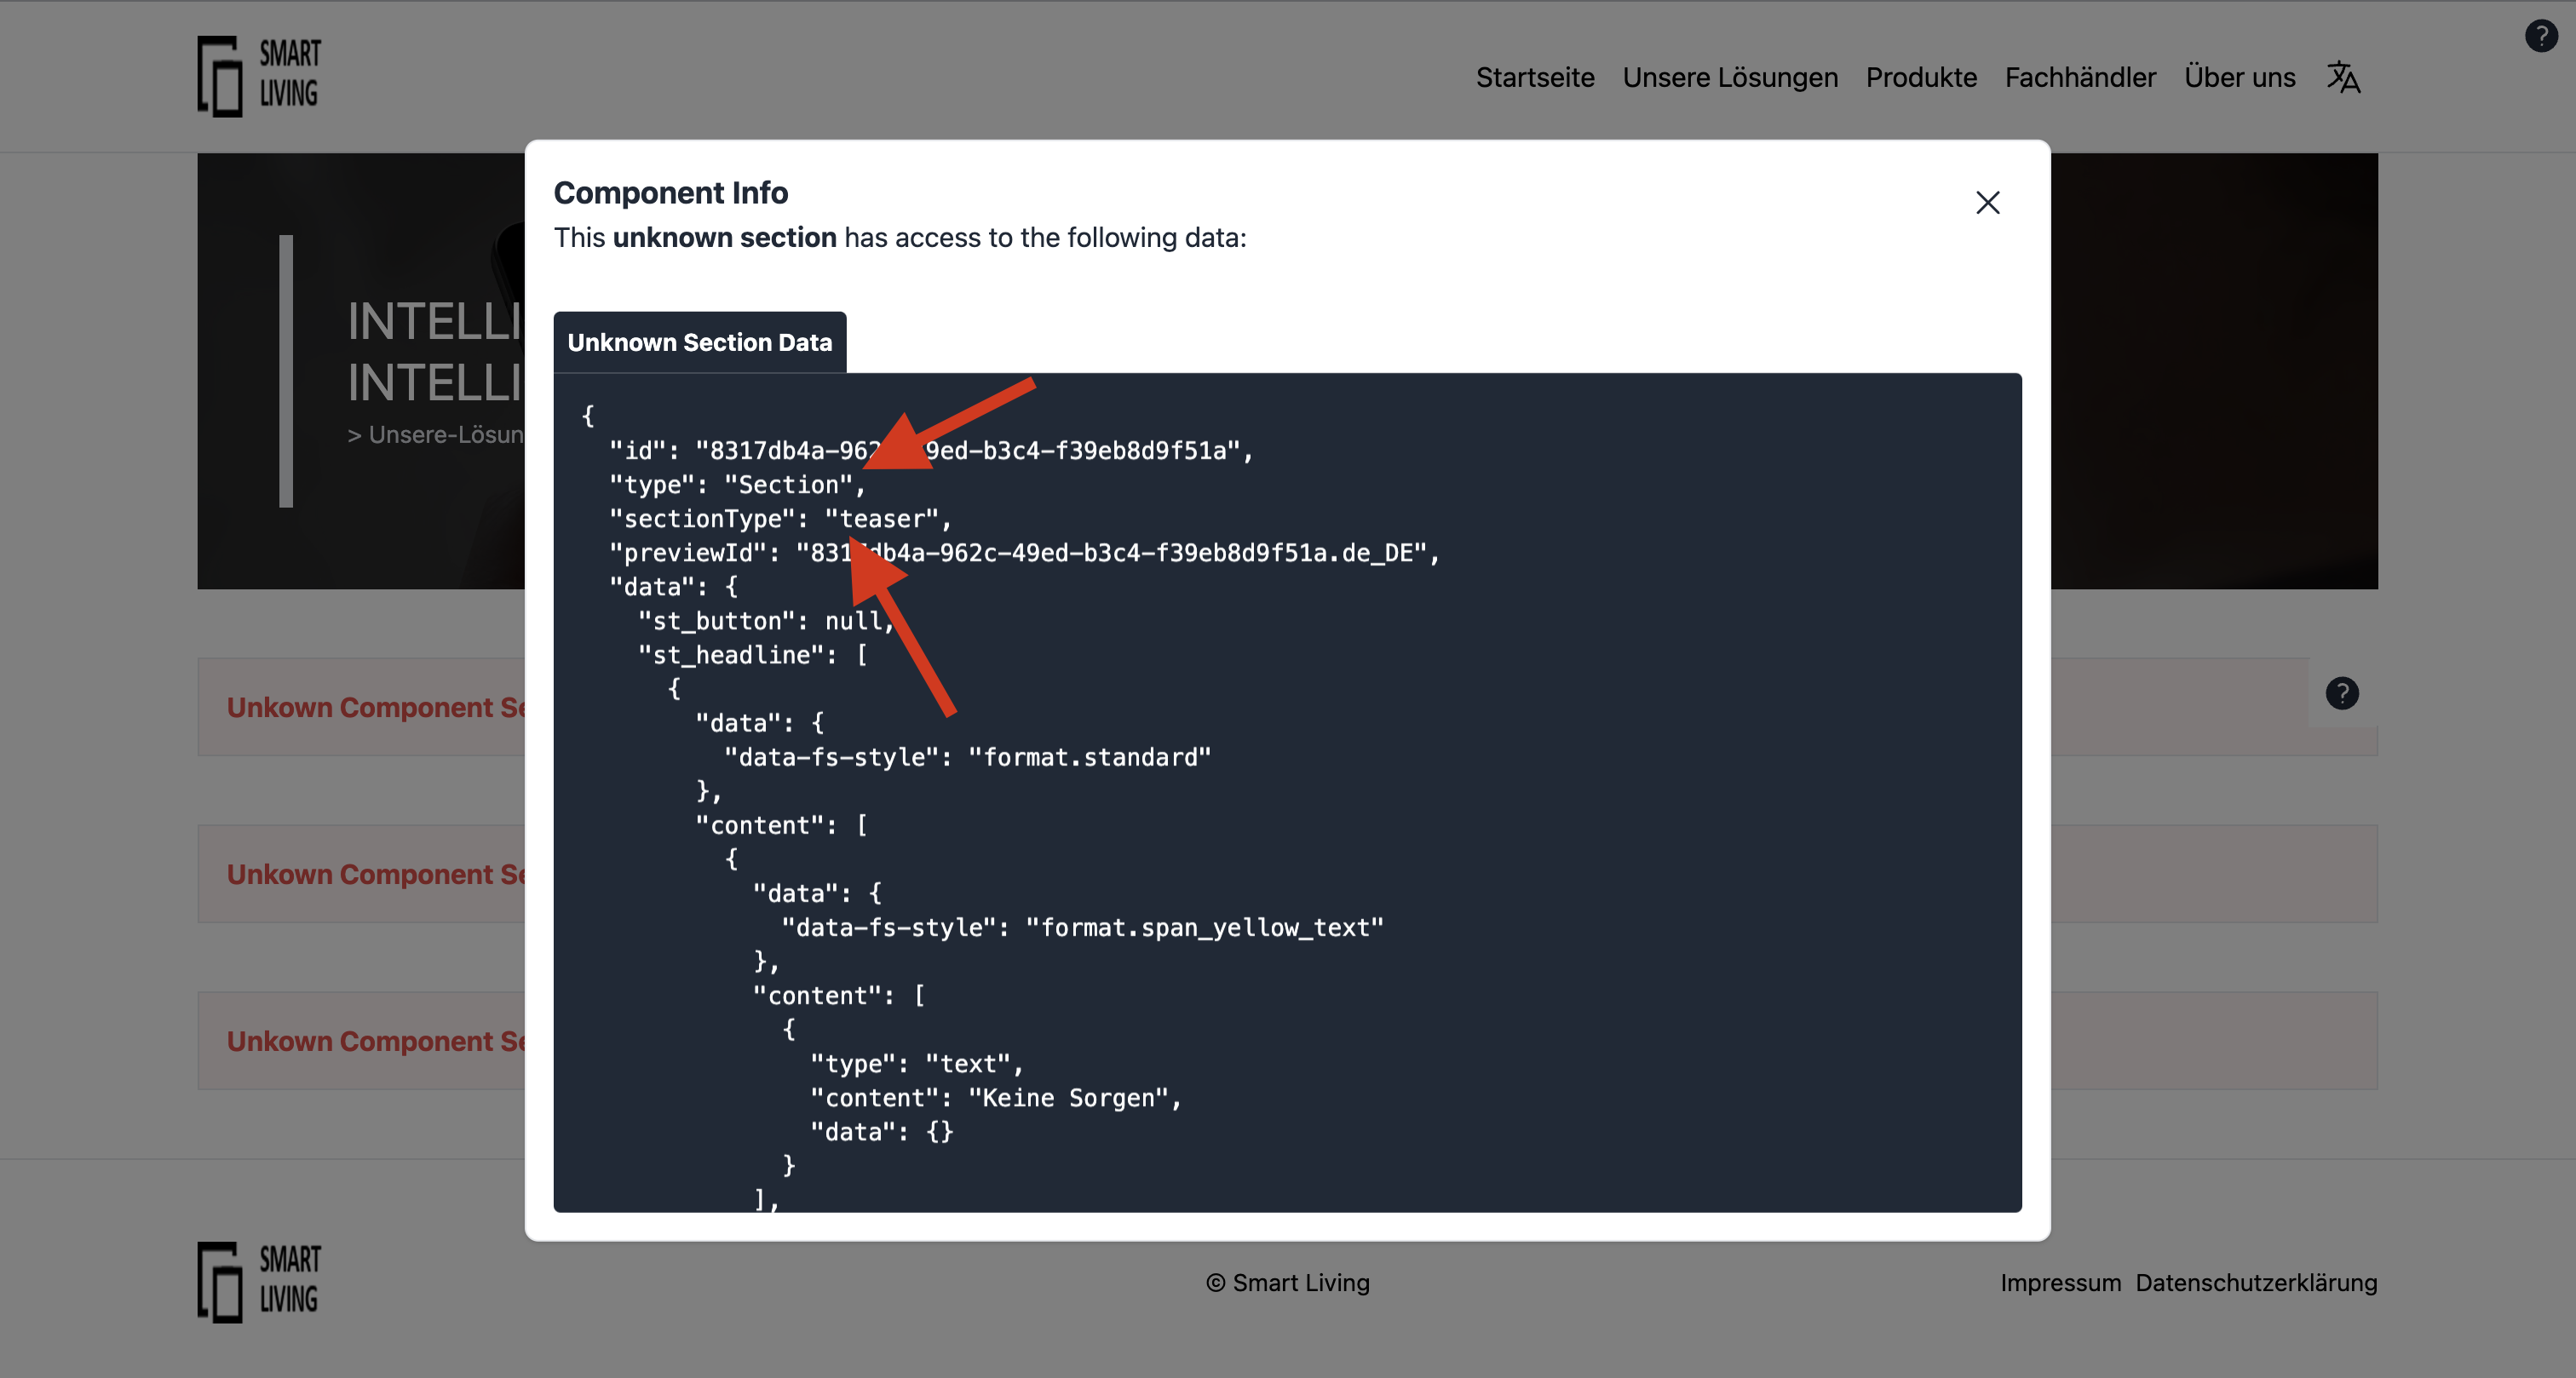 SMART
LIVING
Startseite Unsere Lösungen Produkte Fachhändler Über uns
?
Component Info
This unknown section has access to the following data:
INTELLI
INTELLI
> Unsere-Lösun
Unknown Section Data
{
"id": "8317db4a-962 9ed-b3c4-f39eb8d9f51a",
"type": "Section",
"sectionType": "teaser",
"previewId": "8317db4a-962c-49ed-b3c4-f39eb8d9f51a.de_DE",
"data": {
"st_button": null,
"st_headline": [
{
"data": {
"data-fs-style": "format.standard"
},
"content": [
{
"data": {
"data-fs-style": "format.span_yellow_text"
},
"content": [
{
"type": "text",
"content": "Keine Sorgen",
"data": {}
}
],
Unkown Component Se
?
Unkown Component Se
Unkown Component Se
SMART
LIVING
© Smart Living
Impressum Datenschutzerklärung